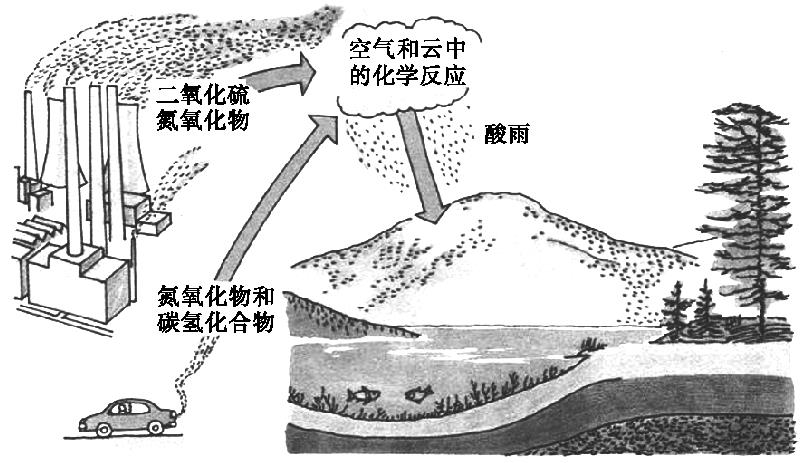 空气和云中
的化学反应
二氧化硫
氮氧化物
酸雨
氮氧化物和
碳氢化合物